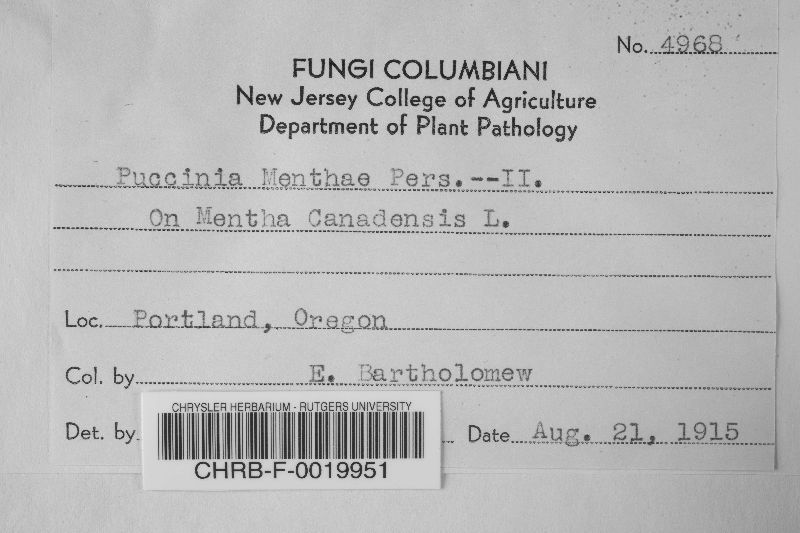 No. 4968
FUNGI COLUMBIANI
New Jersey College of Agriculture
Department of Plant Pathology
Puccinia Menthae Pers.--II.
On Mentha Canadensis L.
Loc. Portland, Oregon
Col. by E. Bartholomew
Det. by Date Aug. 21, 1915
CHRYSLER HERBARIUM - RUTGERS UNIVERSITY
CHRB-F-0019951